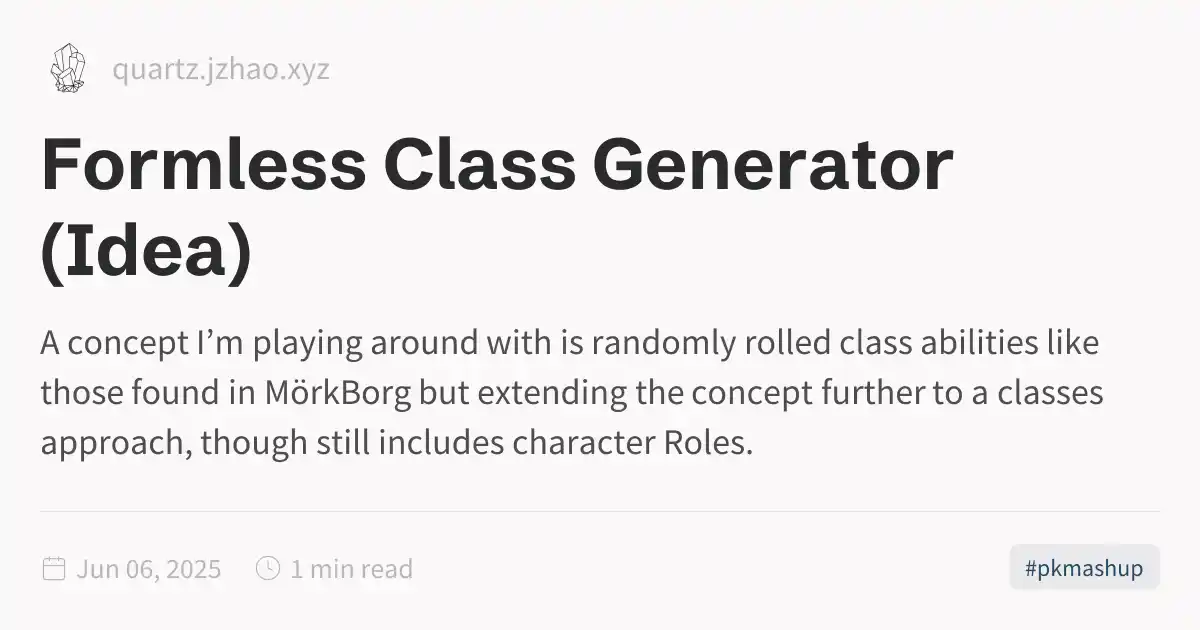 quartz.jzhao.xyz
Formless Class Generator
(Idea)
A concept I’m playing around with is randomly rolled class abilities like
those found in MörkBorg but extending the concept further to a classes
approach, though still includes character Roles.
Jun 06, 2025 1 min read #pkmashup